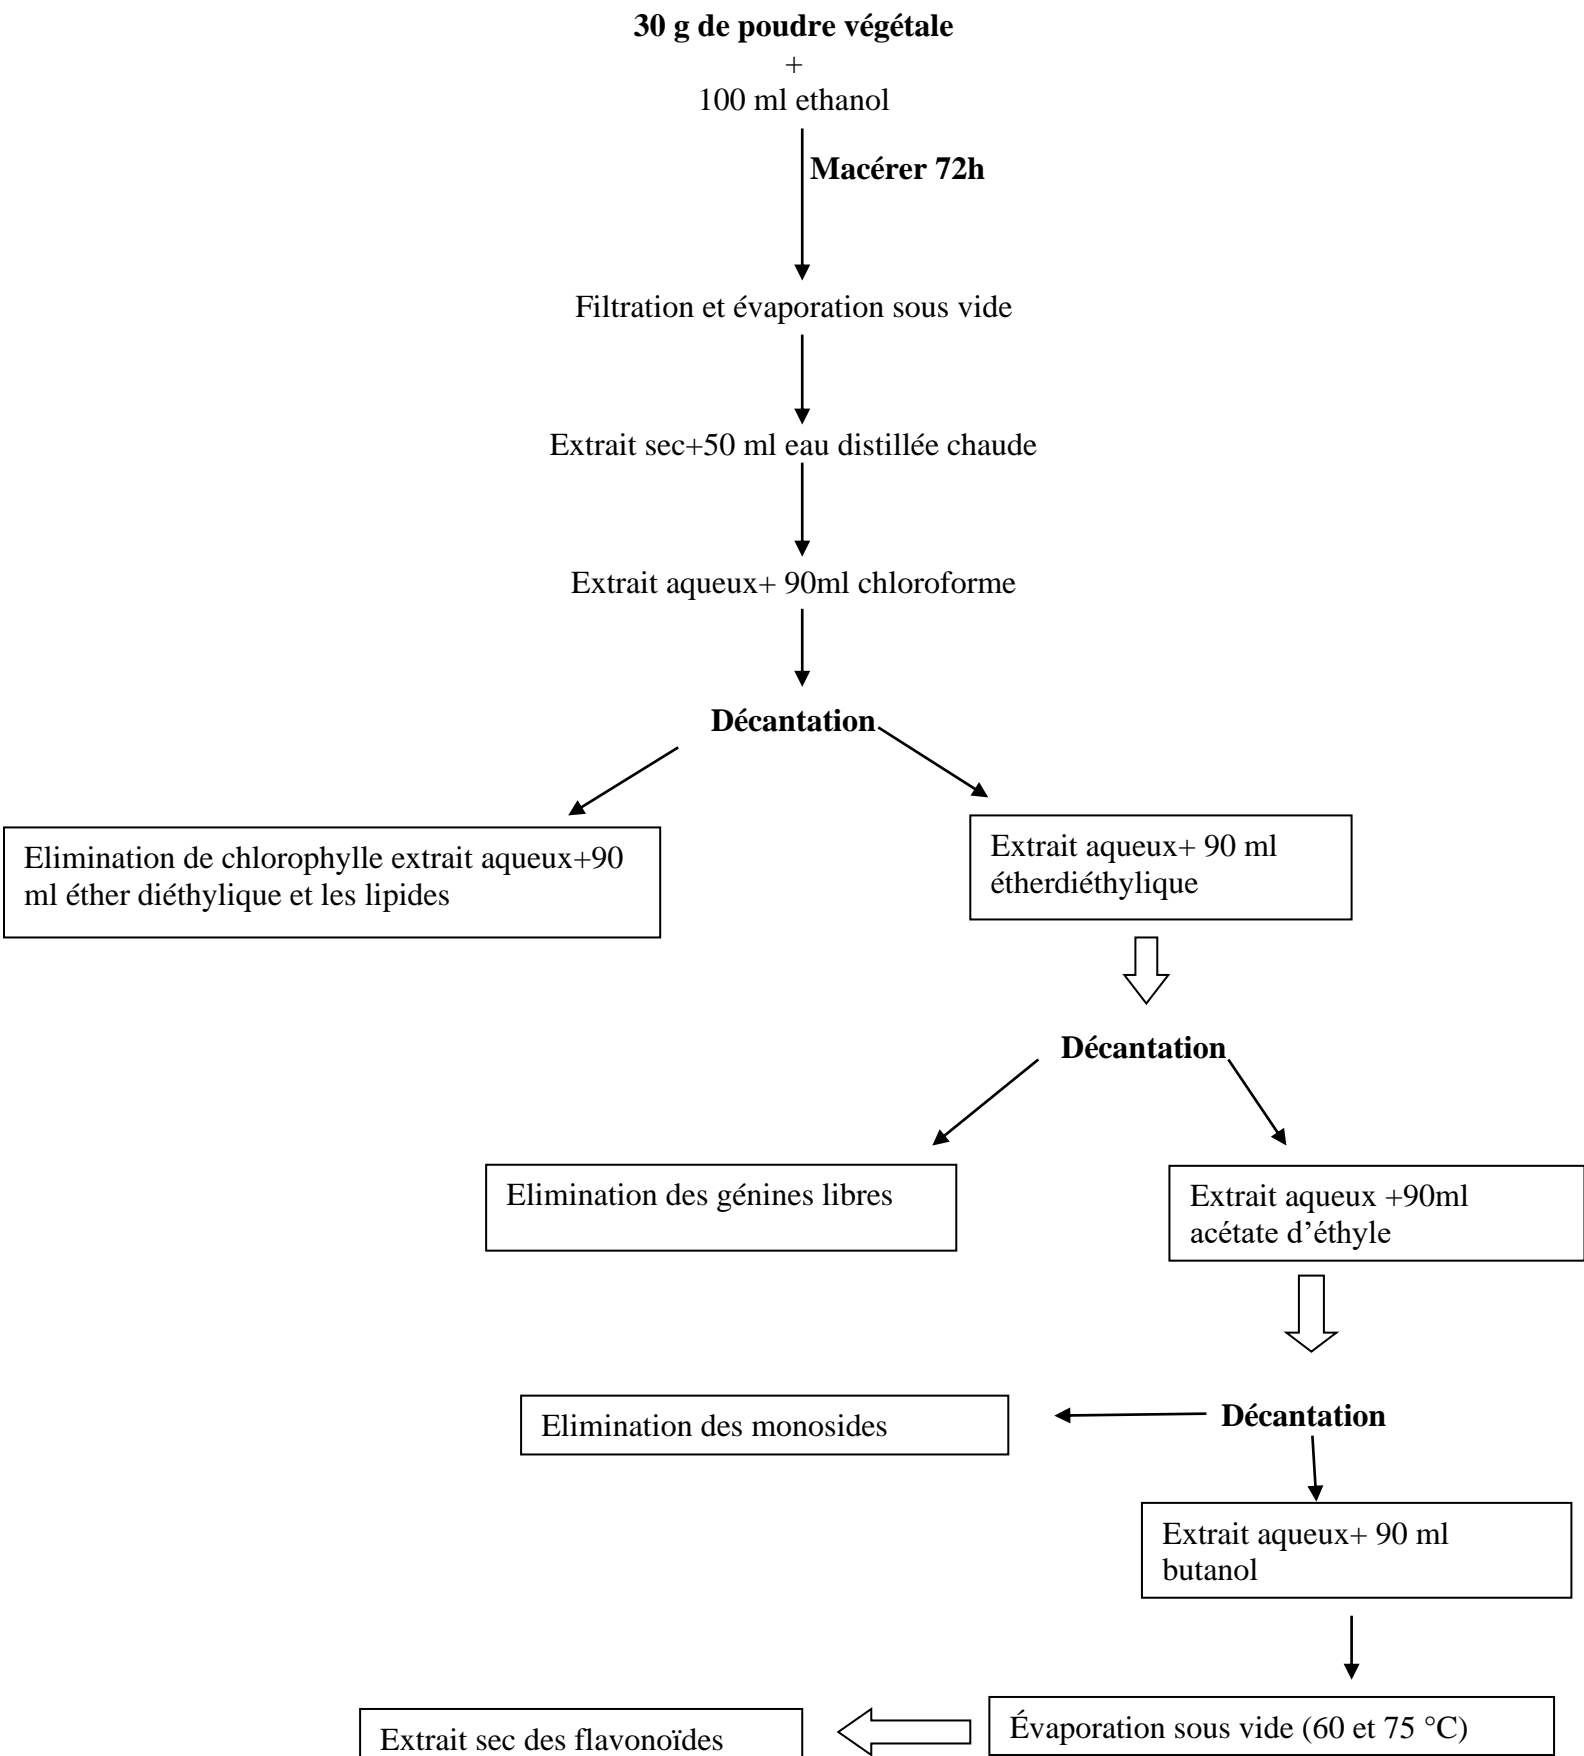 30 g de poudre végétale
+
100 ml ethanol
Macérer 72h
Filtration et évaporation sous vide
Extrait sec+50 ml eau distillée chaude
Extrait aqueux+ 90ml chloroforme
Décantation
Elimination de chlorophylle extrait aqueux+90
ml éther diéthylique et les lipides
Extrait aqueux+ 90 ml
étherdiéthylique
Décantation
Elimination des génines libres
Extrait aqueux +90ml
acétate d’éthyle
Elimination des monosides
Décantation
Extrait aqueux+ 90 ml
butanol
Évaporation sous vide (60 et 75 °C)
Extrait sec des flavonoïdes